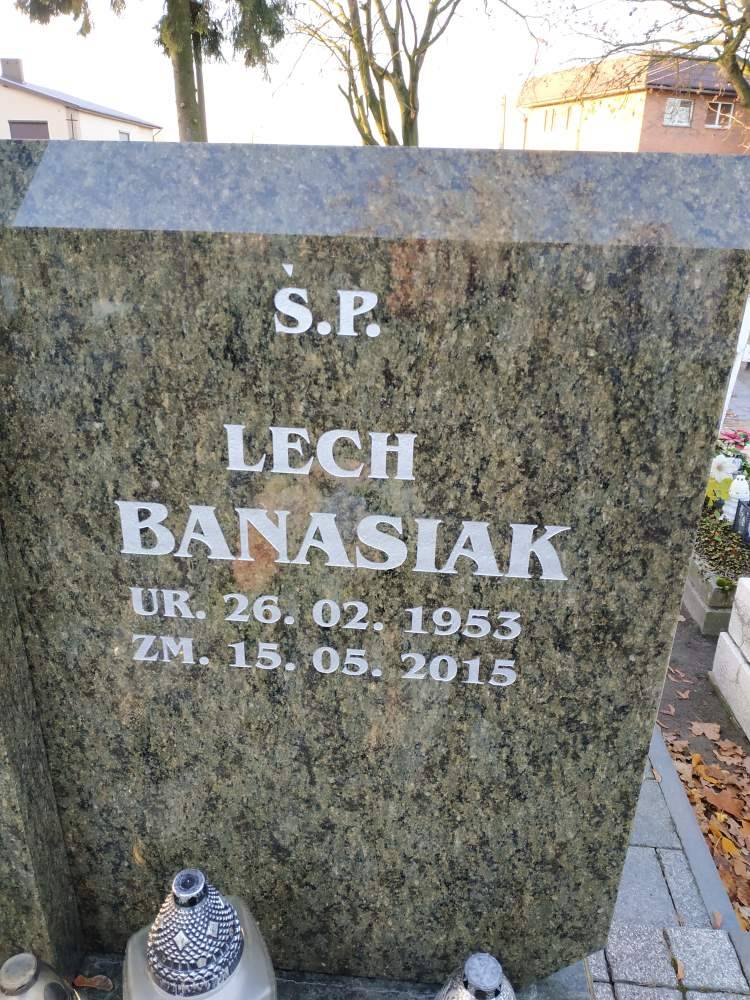 Ś.P.
LECH
BANASIAK
UR. 26. 02. 1953
ZM. 15. 05. 2015